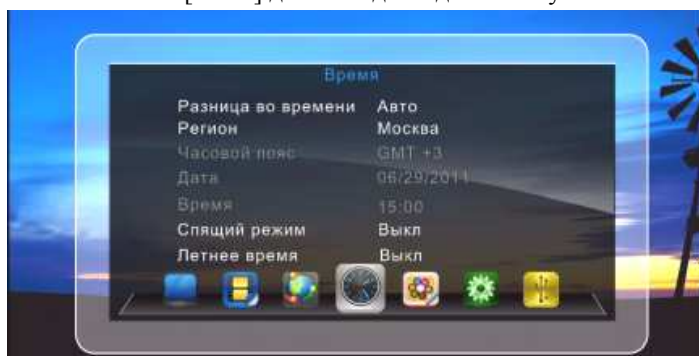 Время
Разница во времени Авто
Регион Москва
Часовой пояс GMT +3
Дата 06/29/2011
Время 15:00
Спящий режим Выкл
Летнее время Выкл